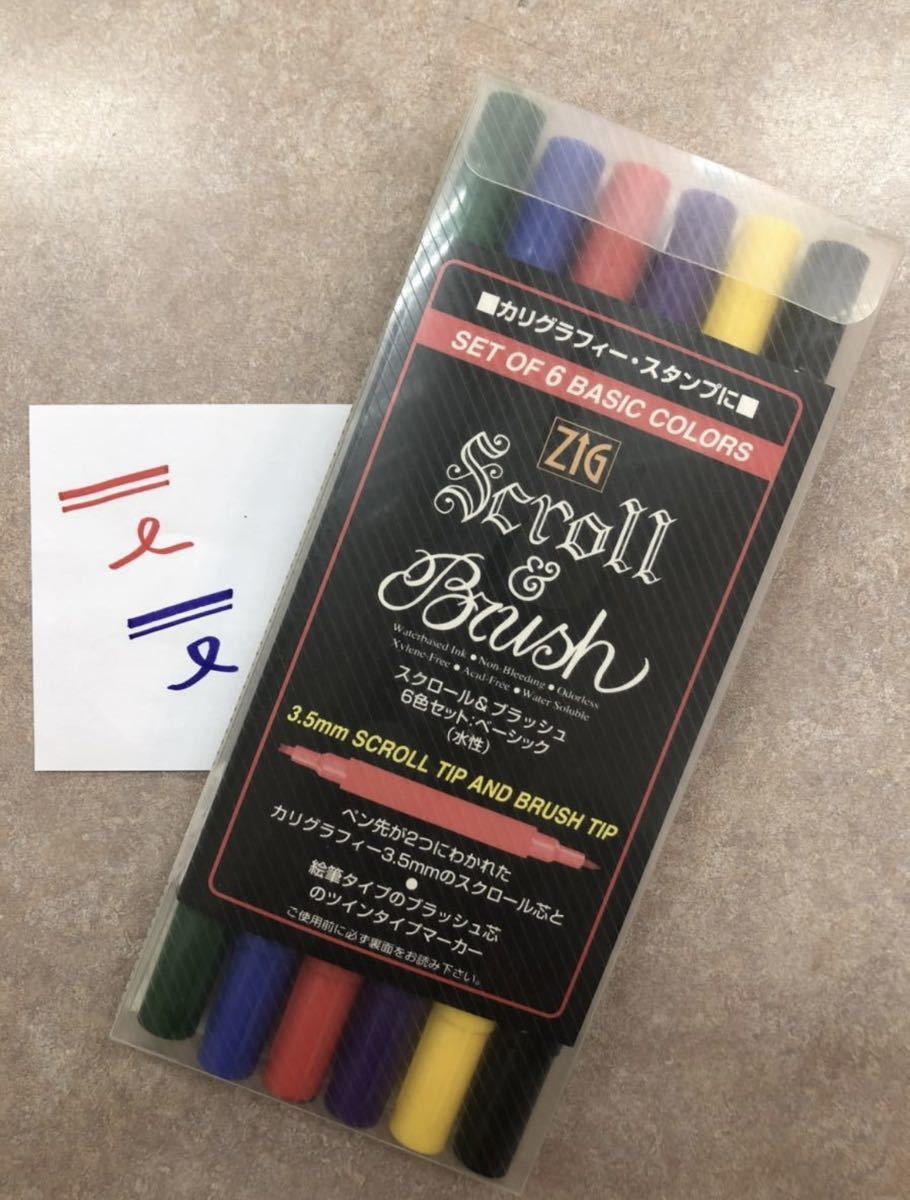 ■カリグラフィー・スタンプに■
SET OF 6 BASIC COLORS
ZIG
Scroll
&
Brush
Waterbased Ink ● Non-Bleeding ● Odorless
Xylene-Free ● Acid-Free ● Water Soluble
スクロール&ブラッシュ
6色セット:ベーシック
(水性)
3.5mm SCROLL TIP AND BRUSH TIP
ペン先が2つにわかれた
カリグラフィー3.5mmのスクロール芯と
●
絵筆タイプのブラッシュ芯
のツインタイプマーカー
ご使用前に必ず裏面をお読み下さい。